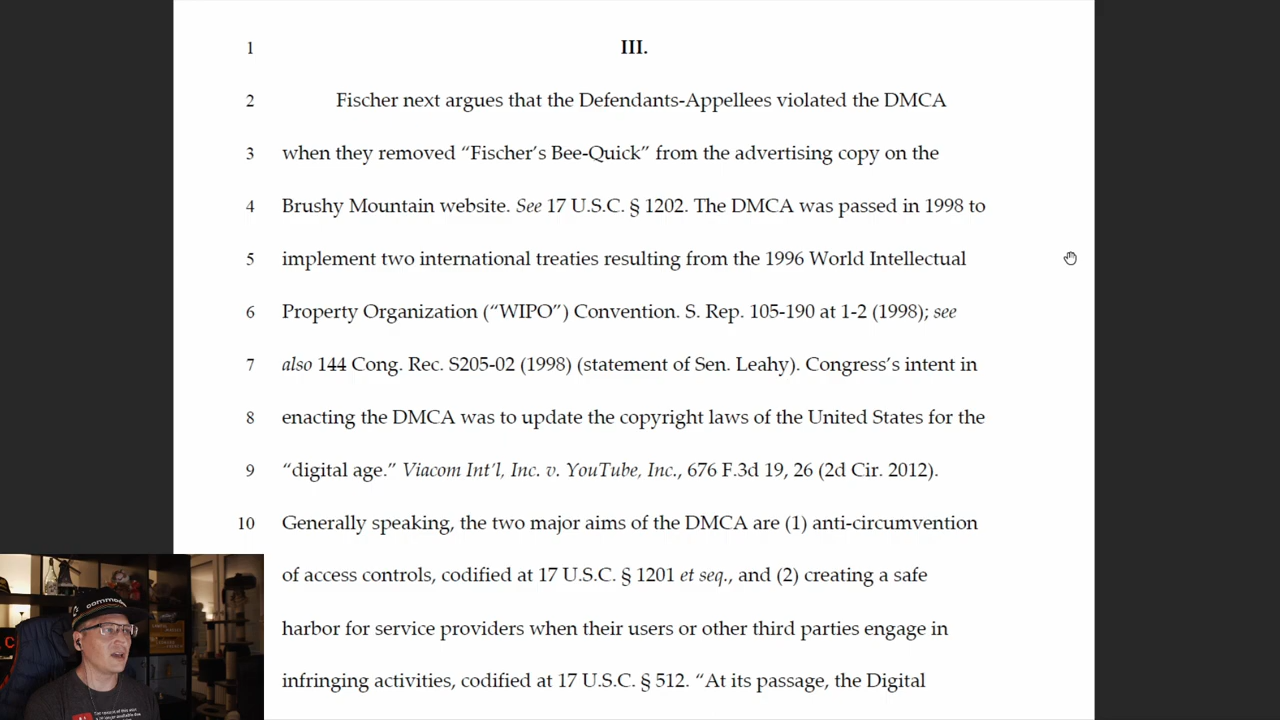 1 III.
2 Fischer next argues that the Defendants-Appellees violated the DMCA
3 when they removed “Fischer’s Bee-Quick” from the advertising copy on the
4 Brushy Mountain website. See 17 U.S.C. § 1202. The DMCA was passed in 1998 to
5 implement two international treaties resulting from the 1996 World Intellectual
6 Property Organization (“WIPO”) Convention. S. Rep. 105-190 at 1-2 (1998); see
7 also 144 Cong. Rec. S205-02 (1998) (statement of Sen. Leahy). Congress’s intent in
8 enacting the DMCA was to update the copyright laws of the United States for the
9 “digital age.” Viacom Int’l, Inc. v. YouTube, Inc., 676 F.3d 19, 26 (2d Cir. 2012).
10 Generally speaking, the two major aims of the DMCA are (1) anti-circumvention
of access controls, codified at 17 U.S.C. § 1201 et seq., and (2) creating a safe
harbor for service providers when their users or other third parties engage in
infringing activities, codified at 17 U.S.C. § 512. “At its passage, the Digital